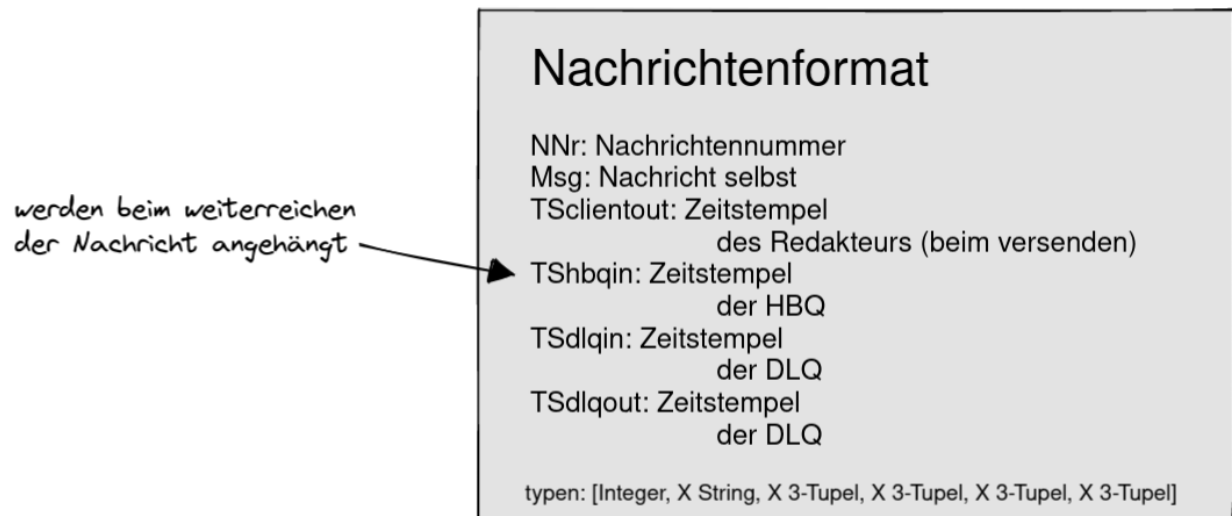 Nachrichtenformat
NNr: Nachrichtennummer
Msg: Nachricht selbst
TSclientout: Zeitstempel
des Redakteurs (beim versenden)
TShbqin: Zeitstempel
der HBQ
TSdlqin: Zeitstempel
der DLQ
TSdlqout: Zeitstempel
der DLQ
typen: [Integer, X String, X 3-Tupel, X 3-Tupel, X 3-Tupel, X 3-Tupel]
werden beim weiterreichen
der Nachricht angehängt